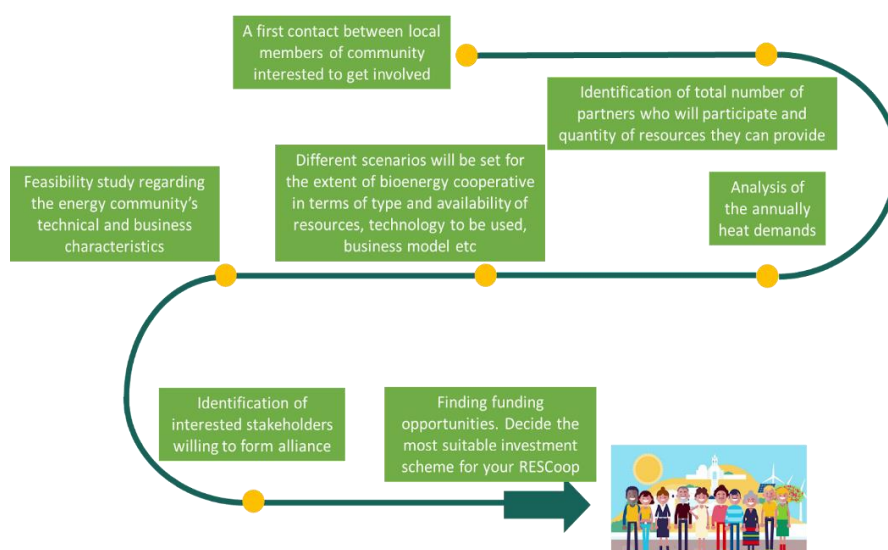 A first contact between local
members of community
interested to get involved
Identification of total number of
partners who will participate and
quantity of resources they can provide
Analysis of
the annually
heat demands
Different scenarios will be set for
the extent of bioenergy cooperative
in terms of type and availability of
resources, technology to be used,
business model etc
Feasibility study regarding
the energy community's
technical and business
characteristics
Identification of
interested stakeholders
willing to form alliance
Finding funding
opportunities. Decide the
most suitable investment
scheme for your RESCoop